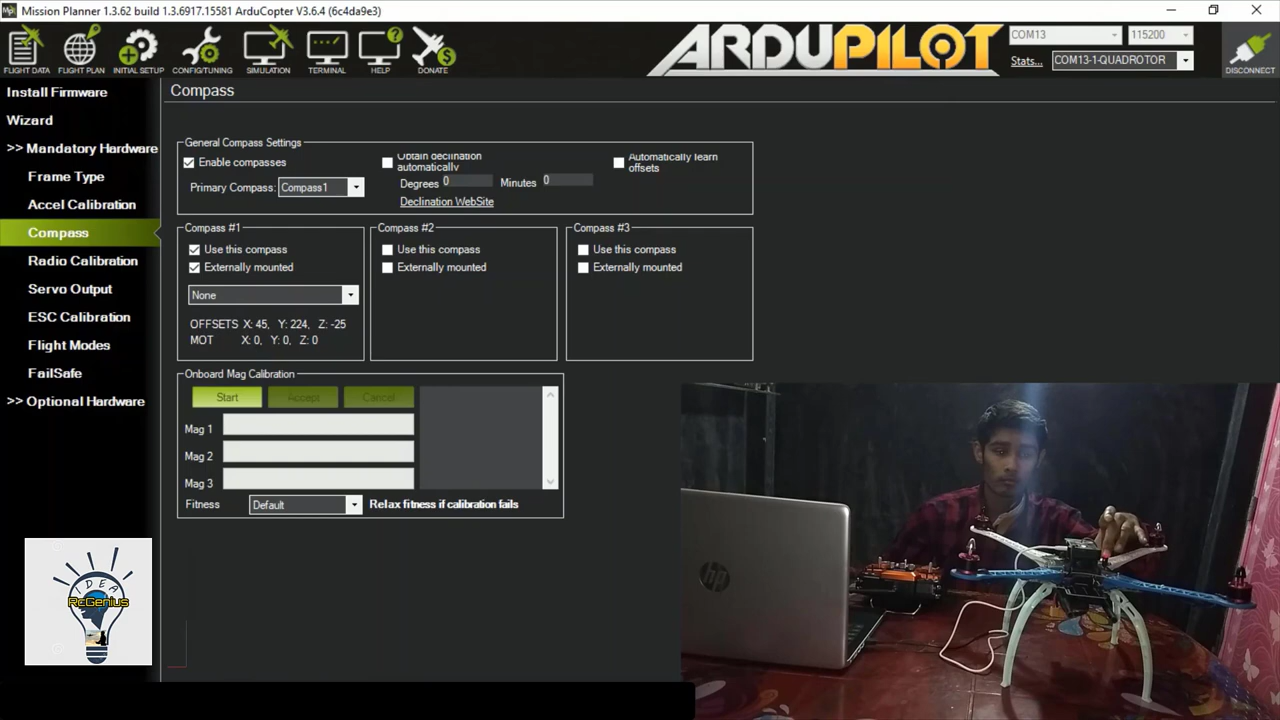 Mission Planner 1.3.62 build 1.3.6917.15581 ArduCopter V3.6.4 (6c4da9e3)
FLIGHT DATA
FLIGHT PLAN
INITIAL SETUP
CONFIG/TUNING
SIMULATION
TERMINAL
HELP
DONATE
ARDUPILOT
COM13
115200
Stats...
COM13-1-QUADROTOR
DISCONNECT
Install Firmware
Wizard
>> Mandatory Hardware
Frame Type
Accel Calibration
Compass
Radio Calibration
Servo Output
ESC Calibration
Flight Modes
FailSafe
>> Optional Hardware
Compass
General Compass Settings
Enable compasses
Obtain declination
automatically
Automatically learn
offsets
Primary Compass: Compass1
Degrees 0 Minutes 0
Declination WebSite
Compass #1
Use this compass
Externally mounted
None
OFFSETS X: 45, Y: 224, Z: -25
MOT X: 0, Y: 0, Z: 0
Compass #2
Use this compass
Externally mounted
Compass #3
Use this compass
Externally mounted
Onboard Mag Calibration
Start Accept Cancel
Mag 1
Mag 2
Mag 3
Fitness Default Relax fitness if calibration fails
IDEA
RcGenius
hp